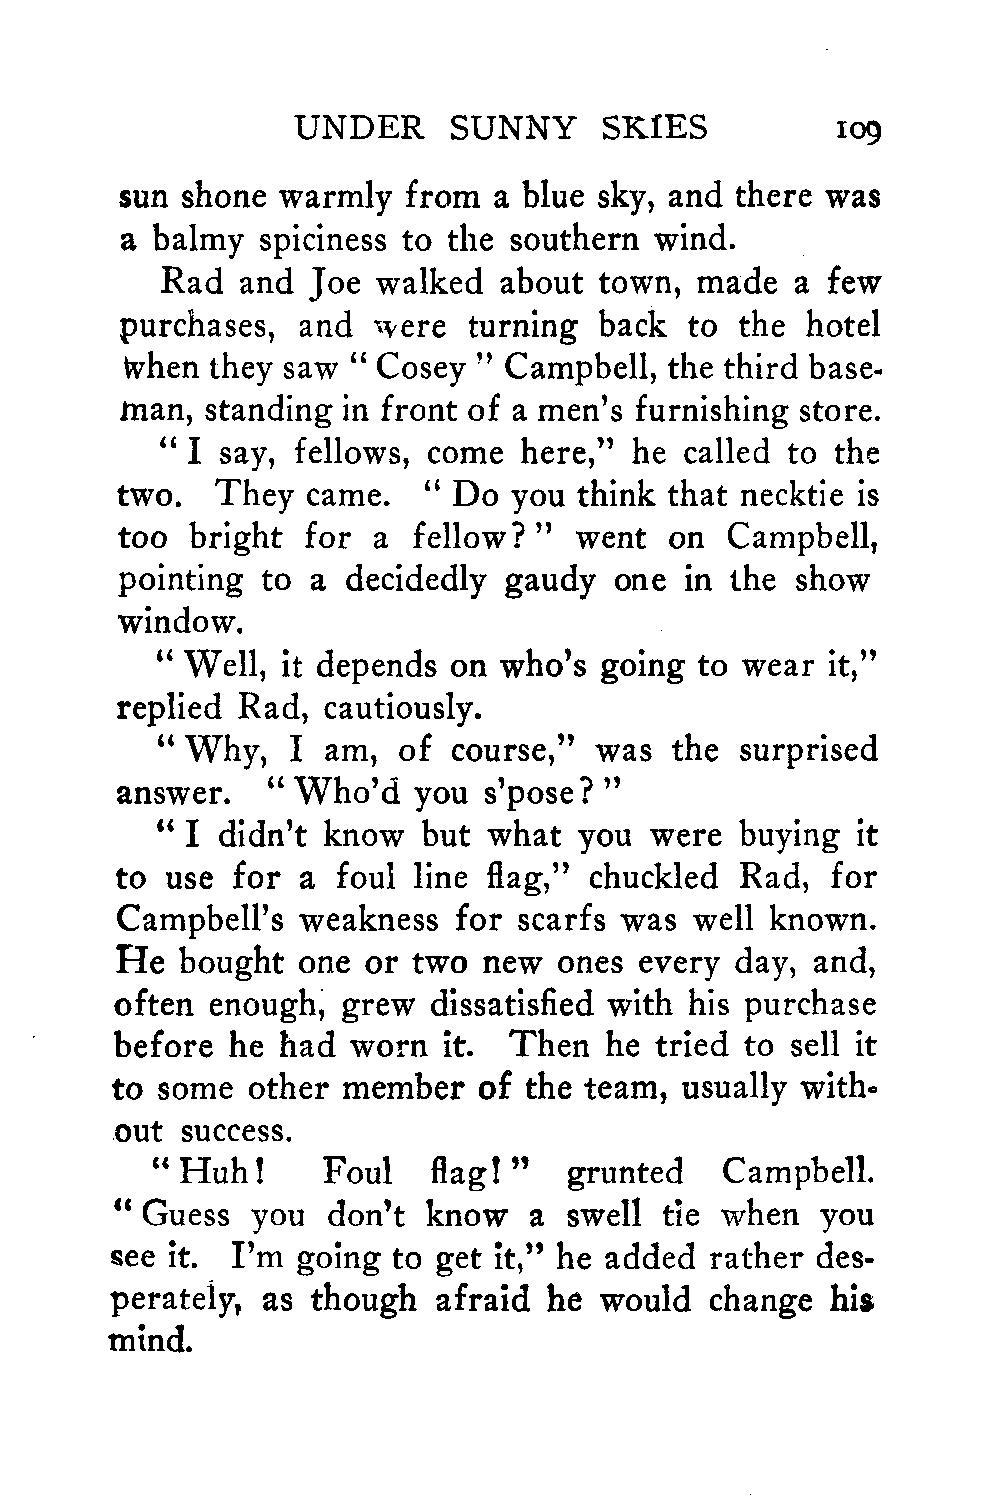 UNDER SUNNY SKIES 109
sun shone warmly from a blue sky, and there was
a balmy spiciness to the southern wind.
Rad and Joe walked about town, made a few
purchases, and were turning back to the hotel
when they saw “ Cosey ” Campbell, the third base-
man, standing in front of a men’s furnishing store.
“ I say, fellows, come here,” he called to the
two. They came. “ Do you think that necktie is
too bright for a fellow? ” went on Campbell,
pointing to a decidedly gaudy one in the show
window.
“ Well, it depends on who’s going to wear it,”
replied Rad, cautiously.
“ Why, I am, of course,” was the surprised
answer. “ Who’d you s’pose? ”
“ I didn’t know but what you were buying it
to use for a foul line flag,” chuckled Rad, for
Campbell’s weakness for scarfs was well known.
He bought one or two new ones every day, and,
often enough, grew dissatisfied with his purchase
before he had worn it. Then he tried to sell it
to some other member of the team, usually with-
out success.
“ Huh! Foul flag! ” grunted Campbell.
“ Guess you don’t know a swell tie when you
see it. I’m going to get it,” he added rather des-
perately, as though afraid he would change his
mind.